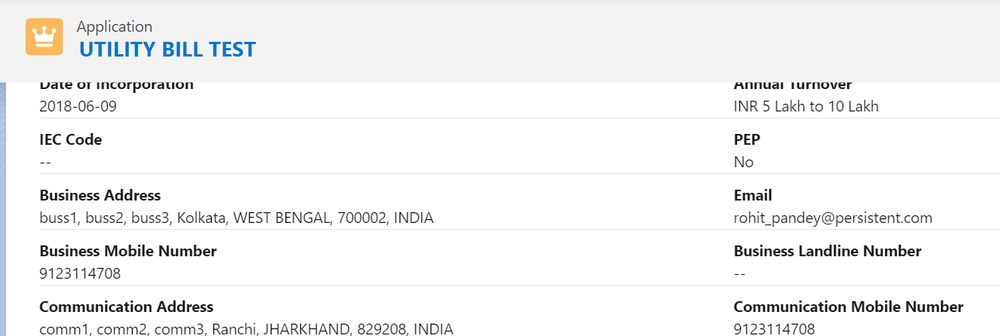 Application
UTILITY BILL TEST
Date of Incorporation
2018-06-09
Annual Turnover
INR 5 Lakh to 10 Lakh
IEC Code
--
PEP
No
Business Address
buss1, buss2, buss3, Kolkata, WEST BENGAL, 700002, INDIA
Email
rohit_pandey@persistent.com
Business Mobile Number
9123114708
Business Landline Number
--
Communication Address
comm1, comm2, comm3, Ranchi, JHARKHAND, 829208, INDIA
Communication Mobile Number
9123114708